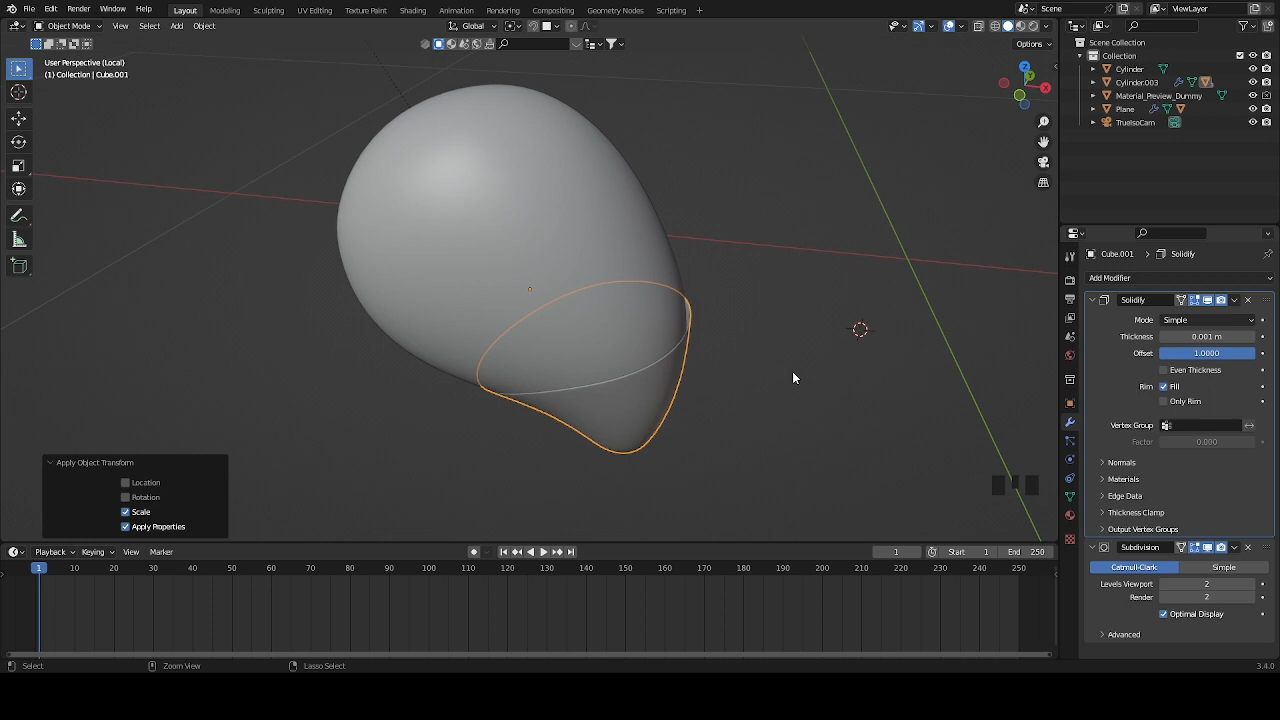 File Edit Render Window Help Layout Modeling Sculpting UV Editing Texture Paint Shading Animation Rendering Compositing Geometry Nodes Scripting + Scene ViewLayer
Object Mode View Select Add Object Global
Options
User Perspective (Local)
(1) Collection | Cube.001
Z
Y
X
Scene Collection
Collection
Cylinder
Cylinder.003
Material_Preview_Dummy
Plane
TrueIsoCam
Cube.001 > Solidify
Add Modifier
Solidify
Mode Simple
Thickness 0.001 m
Offset 1.0000
Even Thickness
Rim Fill
Only Rim
Vertex Group
Factor 0.000
Normals
Materials
Edge Data
Thickness Clamp
Output Vertex Groups
Subdivision
Catmull-Clark Simple
Levels Viewport 2
Render 2
Optimal Display
Advanced
Apply Object Transform
Location
Rotation
Scale
Apply Properties
Playback Keying View Marker 1 Start 1 End 250
1 10 20 30 40 50 60 70 80 90 100 110 120 130 140 150 160 170 180 190 200 210 220 230 240 250
Select Zoom View Lasso Select 3.4.0